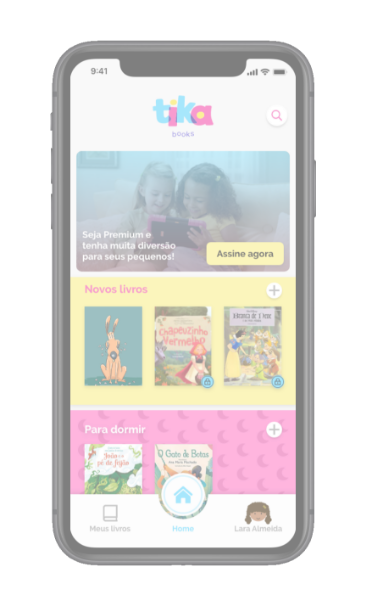 9:41
tika
books
Seja Premium e
tenha muita diversão
para seus pequenos!
Assine agora
Novos livros
Chapeuzinho
Vermelho
Branca de Neve
Para dormir
João e o
pé de feijão
O Gato de Botas
Meus livros
Home
Lara Almeida